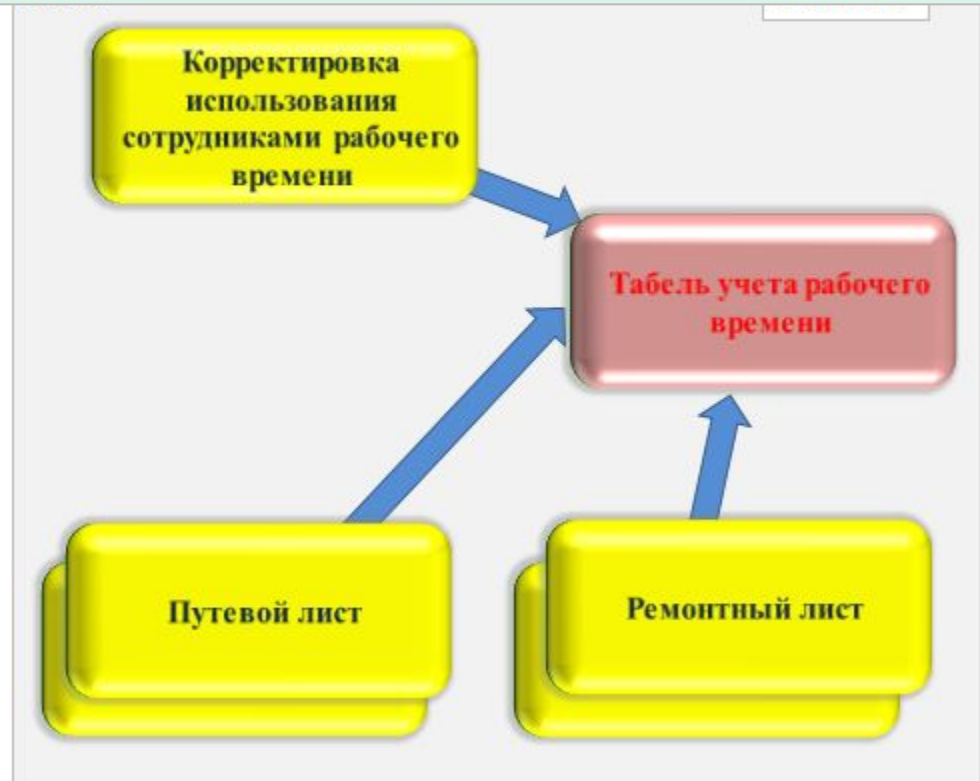 Корректировка
использования
сотрудниками рабочего
времени
Табель учета рабочего
времени
Путевой лист
Ремонтный лист